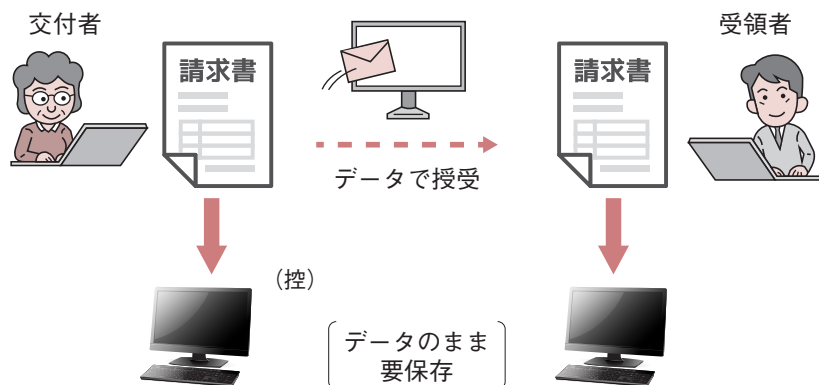 交付者
受領者
請求書
請求書
データで授受
（控）
データのまま
要保存